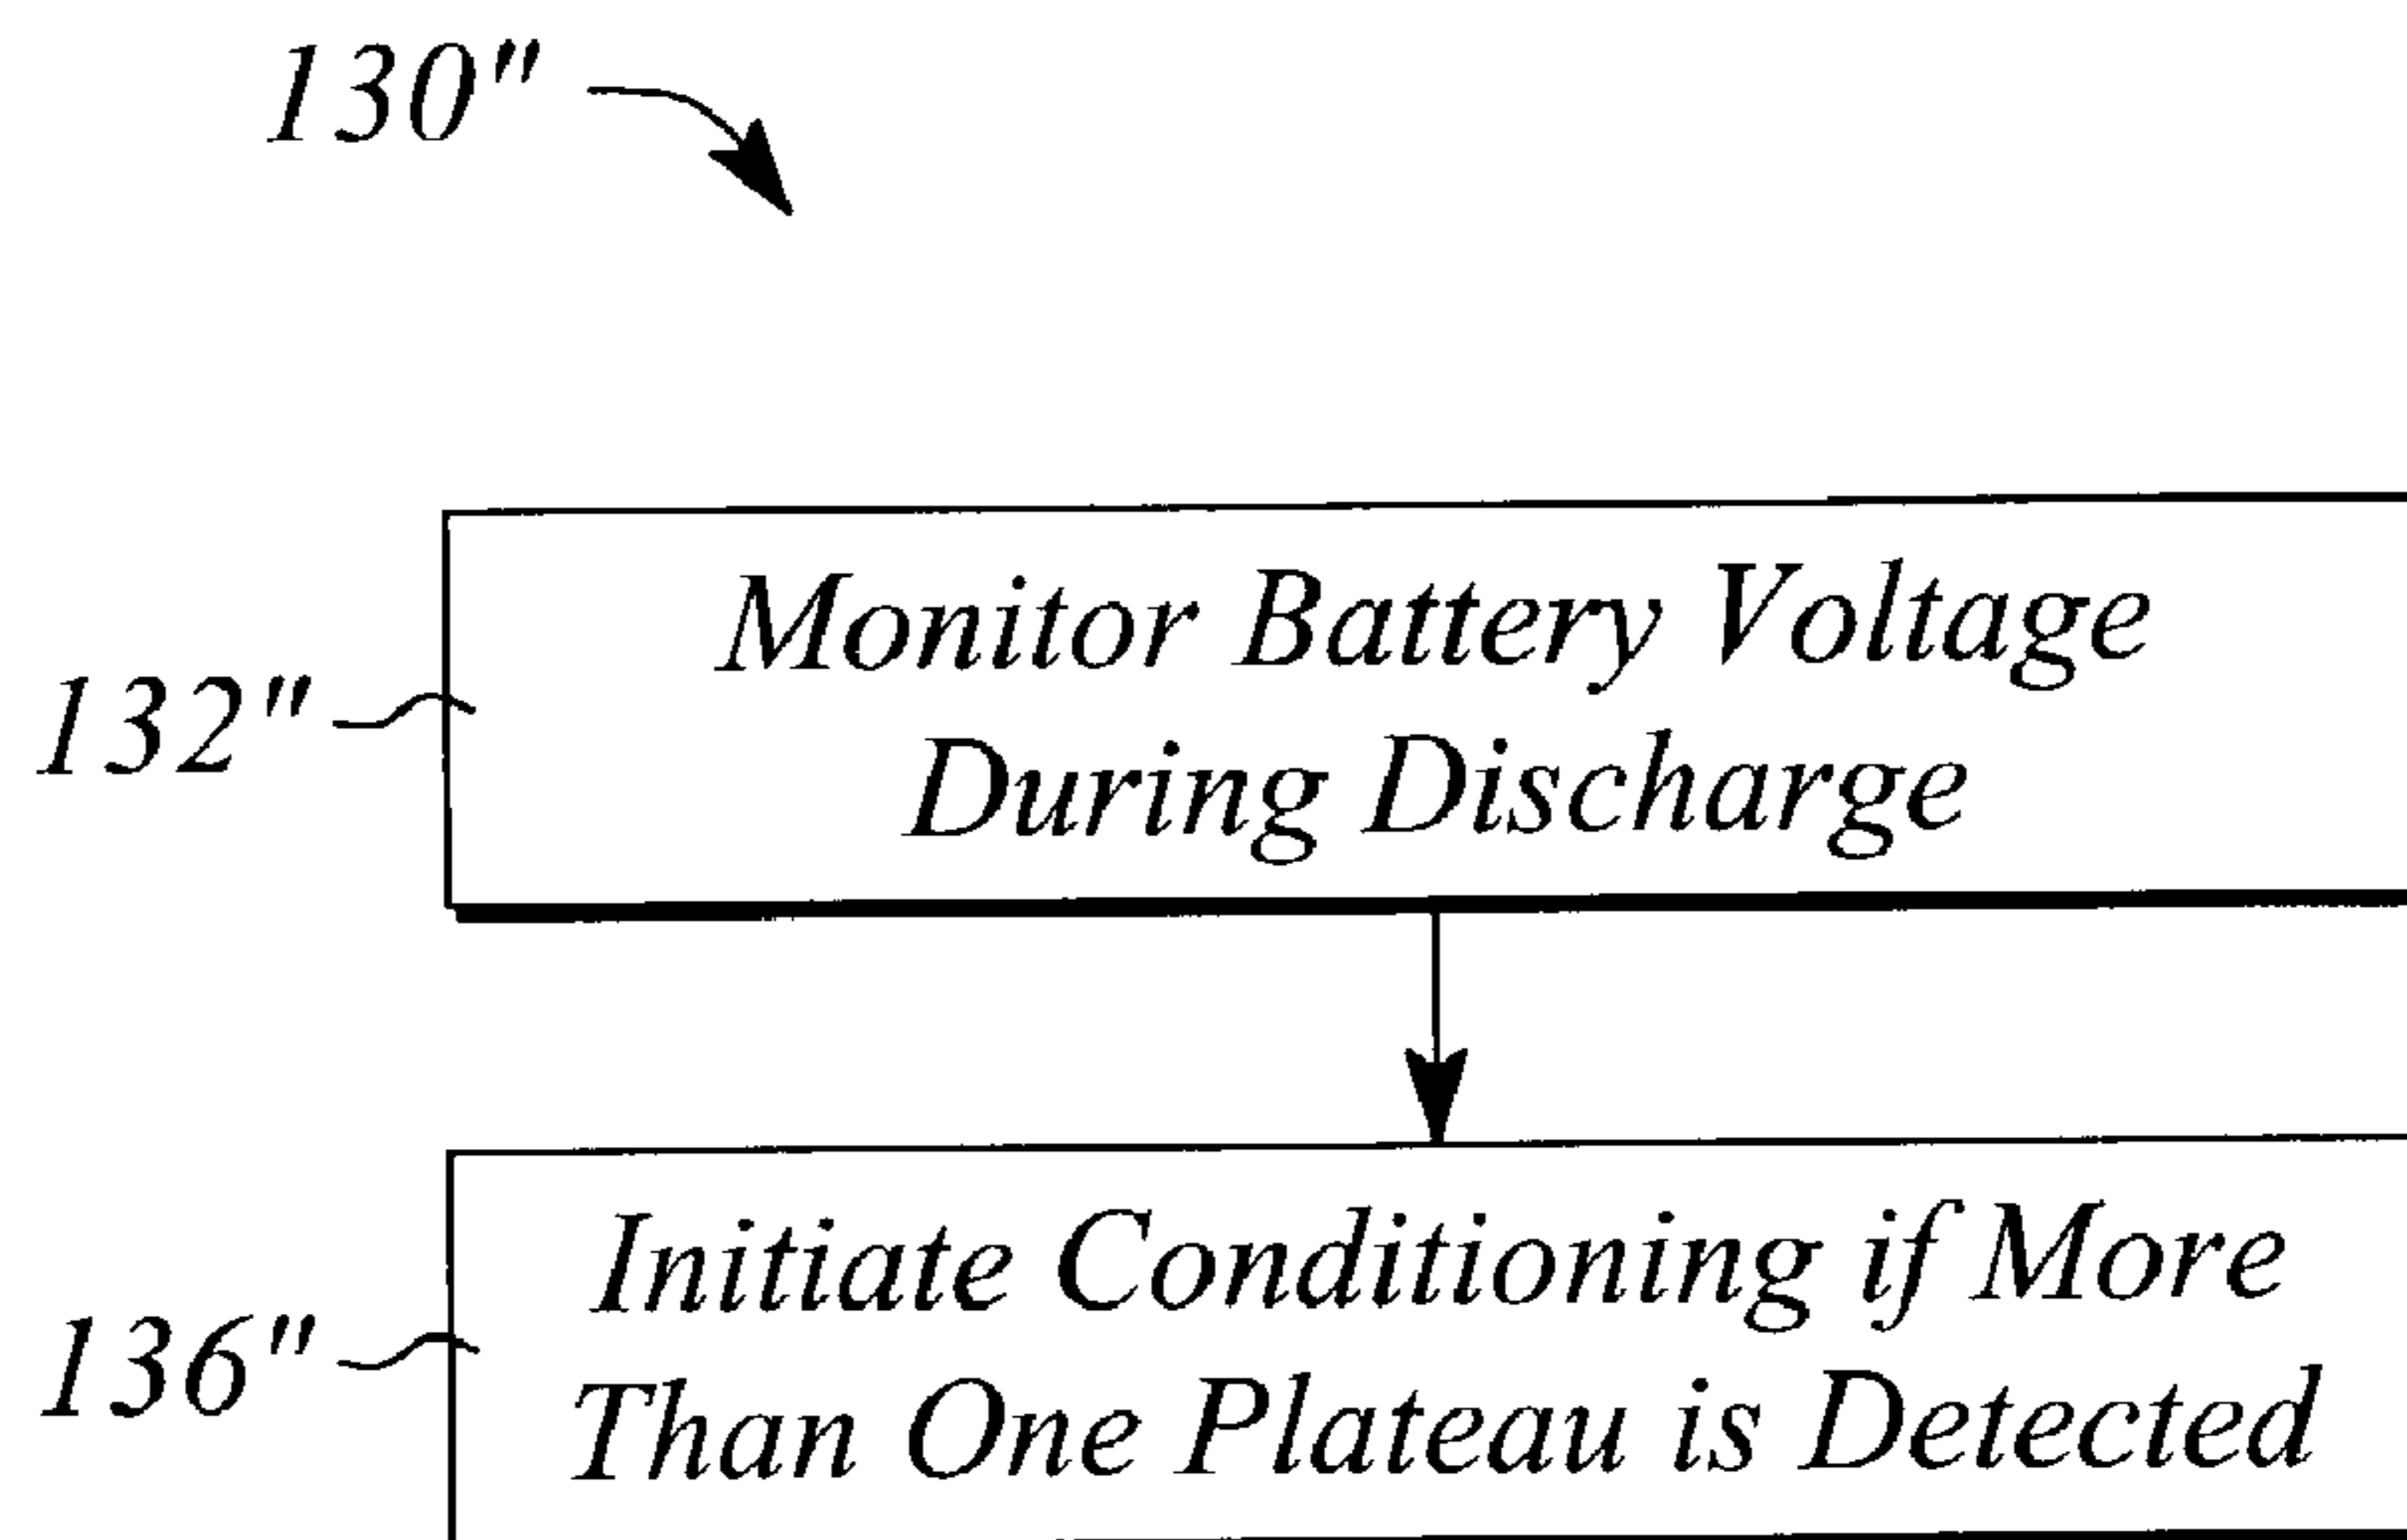 130"
Monitor Battery Voltage
132"
During Discharge
Initiate Conditioning if More
136"
Than One Plateau is Detected